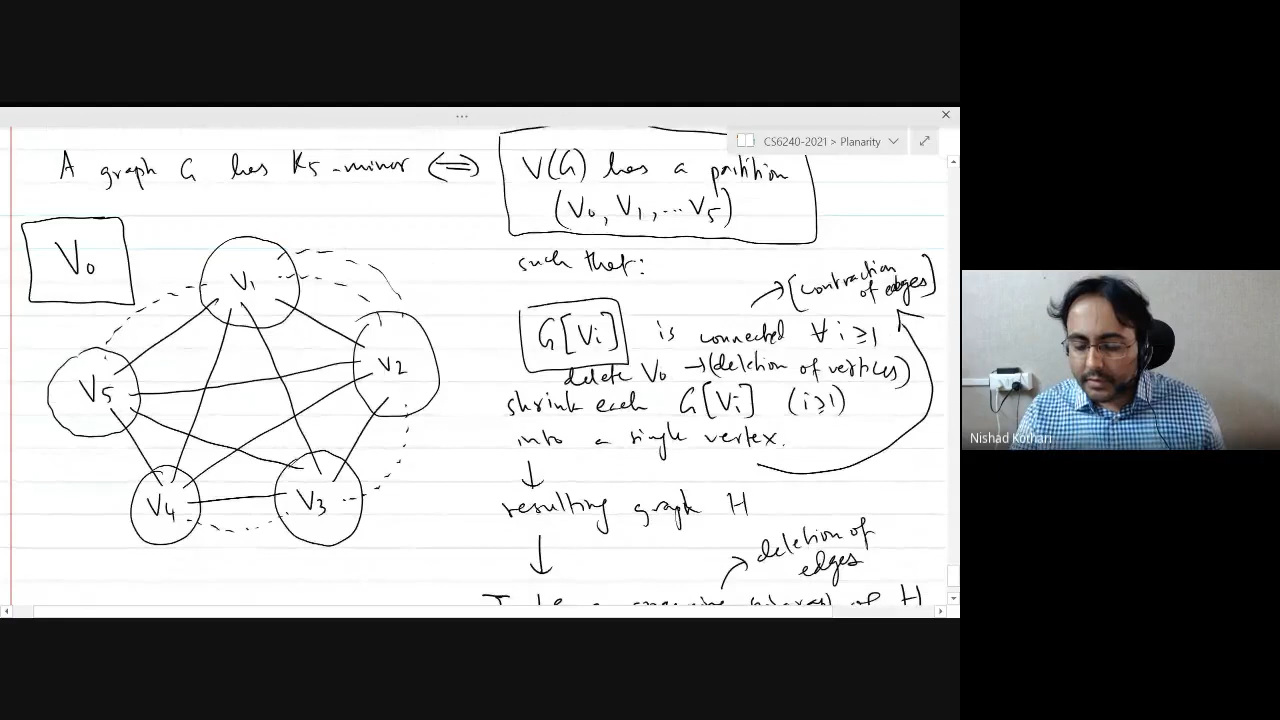 CS6240-2021 > Planarity
A graph G has K5-minor ⟺ V(G) has a partition
(V0, V1, ... V5)
such that:
→ [contraction of edges]
G[Vi] is connected ∀ i ≥ 1
delete V0 → (deletion of vertices)
shrink each G[Vi] (i≥1)
into a single vertex.
↓
resulting graph H
↓
deletion of
edges
of H
V0
V1
V2
V5
V4
V3
Nishad Kothari